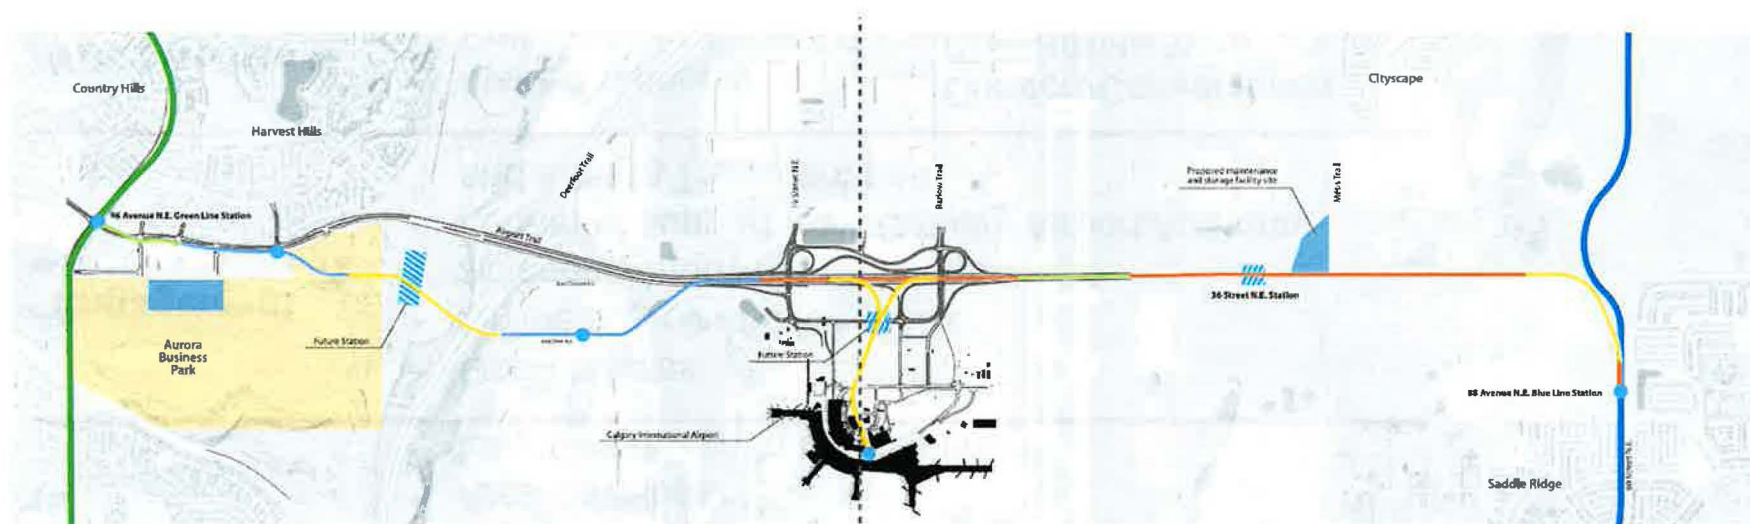 Country Hills
Harvest Hills
Cityscape
Deerfoot Trail
Barlow Trail
Proposed maintenance
and storage facility site
Metis Trail
96 Avenue N.E. Green Line Station
Airport Trail
36 Street N.E. Station
Future Station
Aurora
Business
Park
Future Station
88 Avenue N.E. Blue Line Station
Calgary International Airport
Saddle Ridge